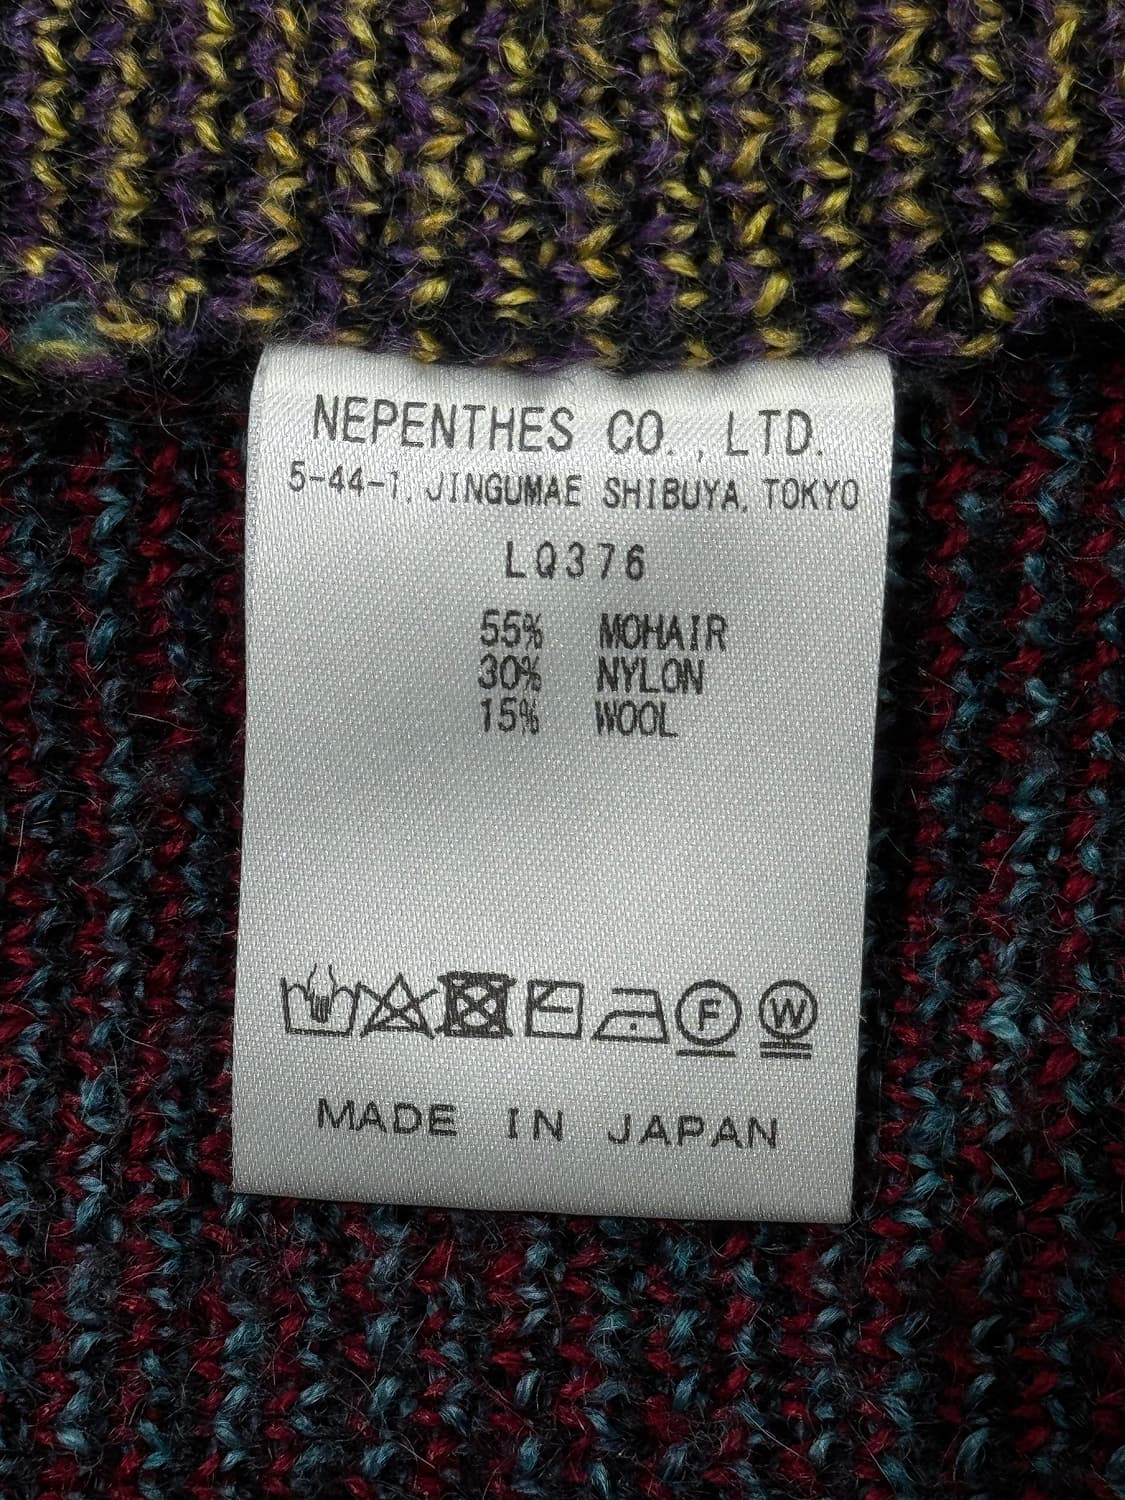 NEPENTHES CO., LTD.
5-44-1, JINGUMAE SHIBUYA, TOKYO
LQ376
55% MOHAIR
30% NYLON
15% WOOL
F W
MADE IN JAPAN